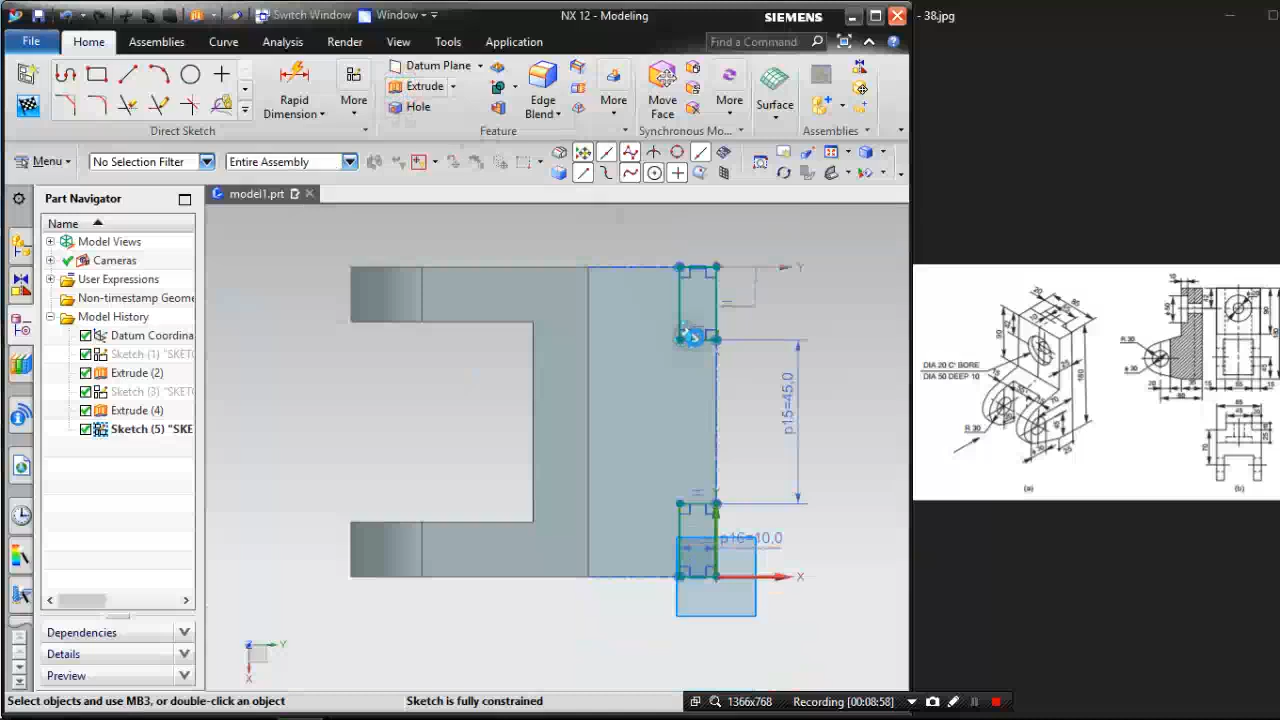 Switch Window
Window
NX 12 - Modeling
SIEMENS
- 38.jpg
File
Home
Assemblies
Curve
Analysis
Render
View
Tools
Application
Find a Command
Rapid
Dimension
More
Direct Sketch
Datum Plane
Extrude
Hole
Edge
Blend
More
Feature
Move
Face
More
Synchronous Mo...
Surface
Assemblies
Menu
No Selection Filter
Entire Assembly
Part Navigator
model1.prt
Name
Model Views
Cameras
User Expressions
Non-timestamp Geome
Model History
Datum Coordina
Sketch (1) "SKETC
Extrude (2)
Sketch (3) "SKETC
Extrude (4)
Sketch (5) "SKE
Dependencies
Details
Preview
Y
p15=45,0
p16=10,0
Y
X
Z
Y
X
DIA 20 C' BORE
DIA 50 DEEP 10
R 30
R 30
(a)
(b)
Select objects and use MB3, or double-click an object
Sketch is fully constrained
1366x768
Recording [00:08:58]